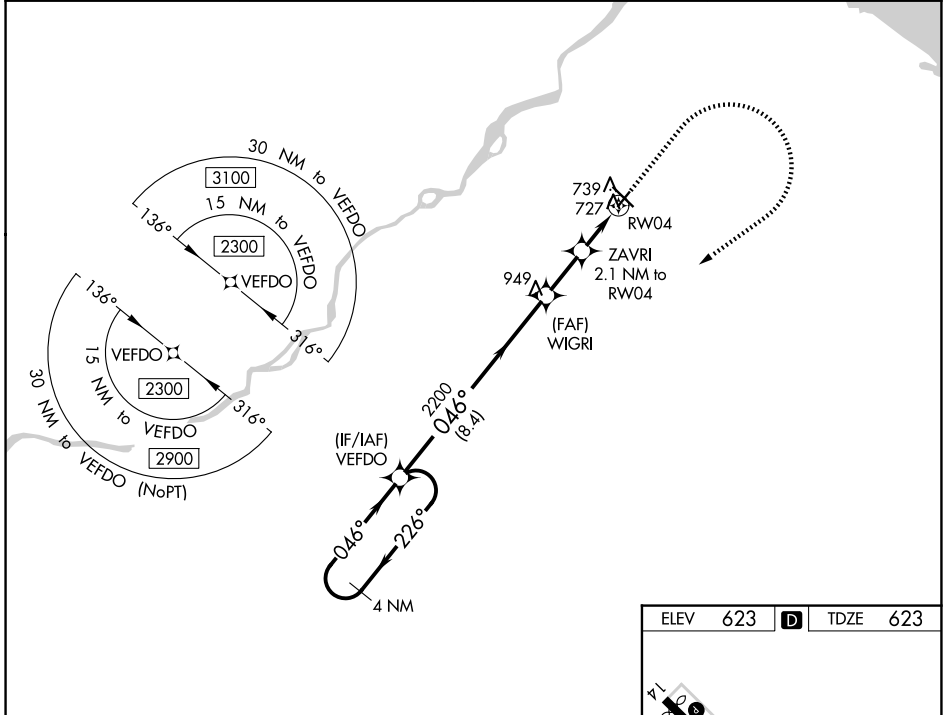 30 NM to VEFDO
3100
15 NM to VEFDO
2300
136°
VEFDO
316°
136°
VEFDO
15 NM to VEFDO
2300
316°
30 NM to VEFDO (NoPT)
2900
739
727
RW04
ZAVRI
2.1 NM to
RW04
949
(FAF)
WIGRI
2200
046°
(8.4)
(IF/IAF)
VEFDO
046°
226°
4 NM
ELEV 623 D TDZE 623
14
P